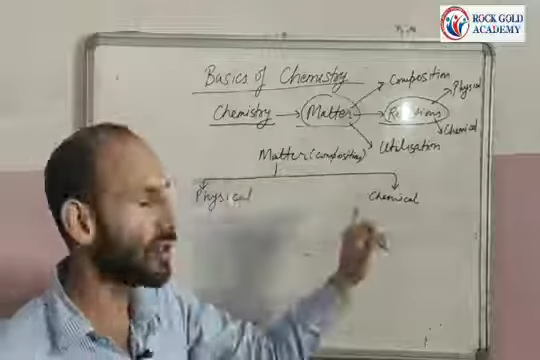 ROCK GOLD
ACADEMY
Basics of Chemistry
Composition
Physical
Chemistry → Matter
Reactions
Chemical
Utilisation
Matter (composition)
Physical
Chemical